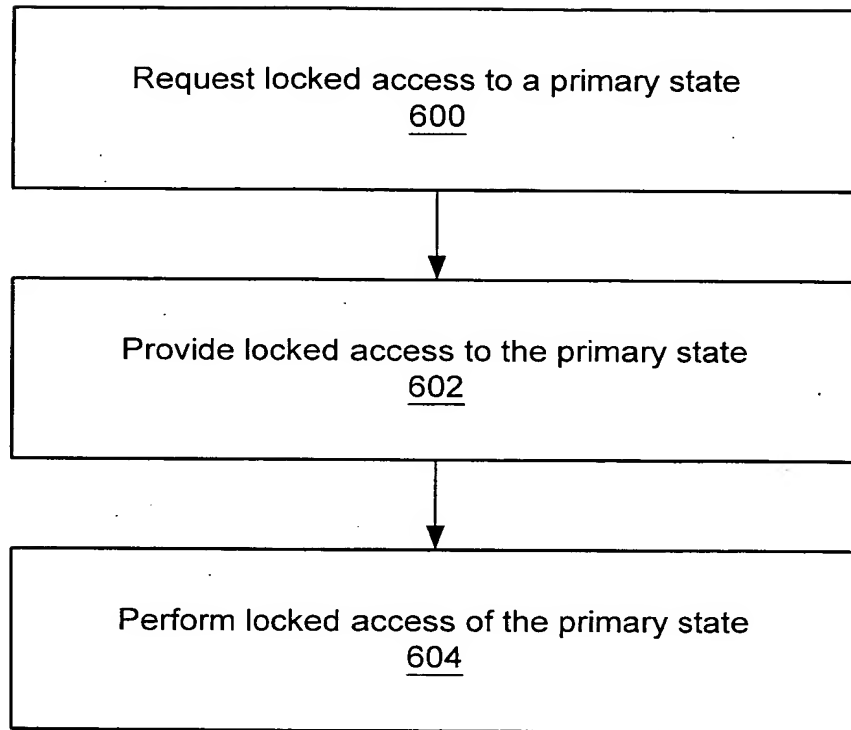 Request locked access to a primary state
600
Provide locked access to the primary state
602
Perform locked access of the primary state
604